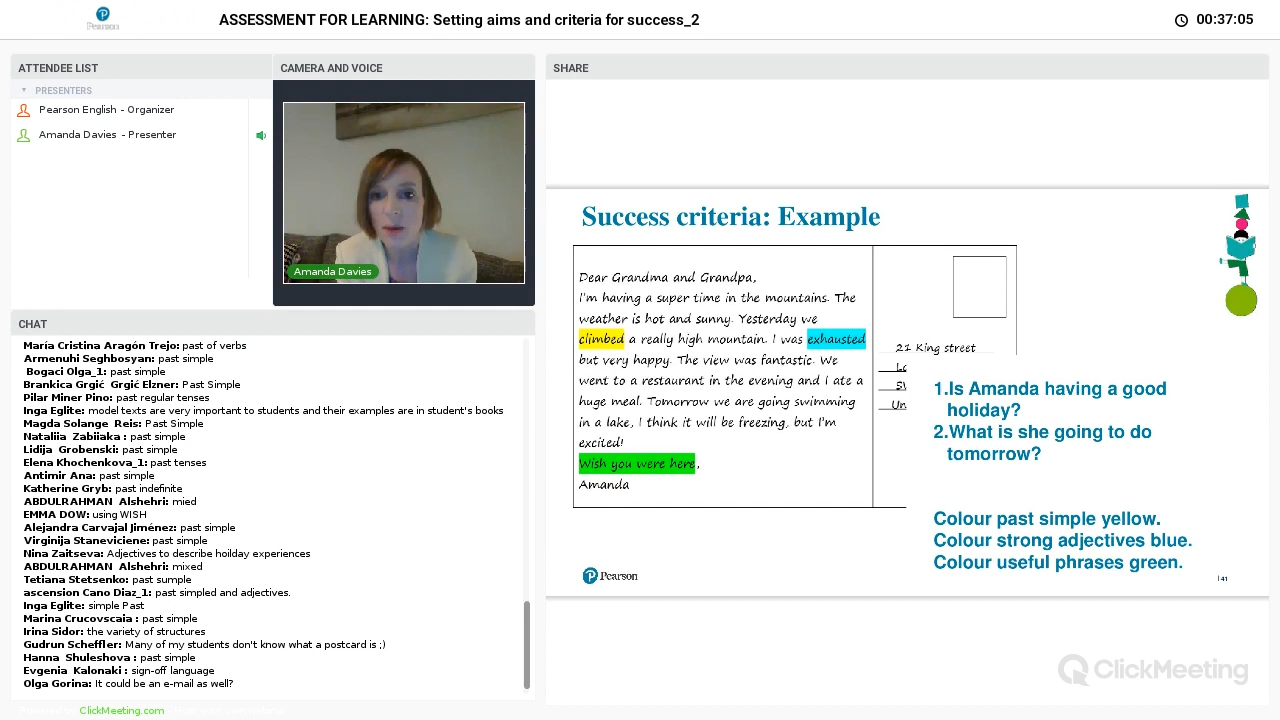 Pearson
ASSESSMENT FOR LEARNING: Setting aims and criteria for success_2
00:37:05
ATTENDEE LIST
PRESENTERS
Pearson English - Organizer
Amanda Davies - Presenter
CAMERA AND VOICE
Amanda Davies
CHAT
María Cristina Aragón Trejo: past of verbs
Armenuhi Seghbosyan: past simple
Bogaci Olga_1: past simple
Brankica Grgić Grgić Elzner: Past Simple
Pilar Miner Pino: past regular tenses
Inga Eglite: model texts are very important to students and their examples are in student's books
Magda Solange Reis: Past Simple
Nataliia Zabiiaka : past simple
Lidija Grobenski: past simple
Elena Khochenkova_1: past tenses
Antimir Ana: past simple
Katherine Gryb: past indefinite
ABDULRAHMAN Alshehri: mied
EMMA DOW: using WISH
Alejandra Carvajal Jiménez: past simple
Virginija Staneviciene: past simple
Nina Zaitseva: Adjectives to describe hoilday experiences
ABDULRAHMAN Alshehri: mixed
Tetiana Stetsenko: past sumple
ascension Cano Diaz_1: past simpled and adjectives.
Inga Eglite: simple Past
Marina Crucovscaia : past simple
Irina Sidor: the variety of structures
Gudrun Scheffler: Many of my students don't know what a postcard is ;)
Hanna Shuleshova : past simple
Evgenia Kalonaki : sign-off language
Olga Gorina: It could be an e-mail as well?
ClickMeeting.com
SHARE
Success criteria: Example
Dear Grandma and Grandpa,
I'm having a super time in the mountains. The
weather is hot and sunny. Yesterday we
climbed a really high mountain. I was exhausted
but very happy. The view was fantastic. We
went to a restaurant in the evening and I ate a
huge meal. Tomorrow we are going swimming
in a lake, I think it will be freezing, but I'm
excited!
Wish you were here,
Amanda
21 King street
1.Is Amanda having a good
holiday?
2.What is she going to do
tomorrow?
Colour past simple yellow.
Colour strong adjectives blue.
Colour useful phrases green.
Pearson
41
ClickMeeting